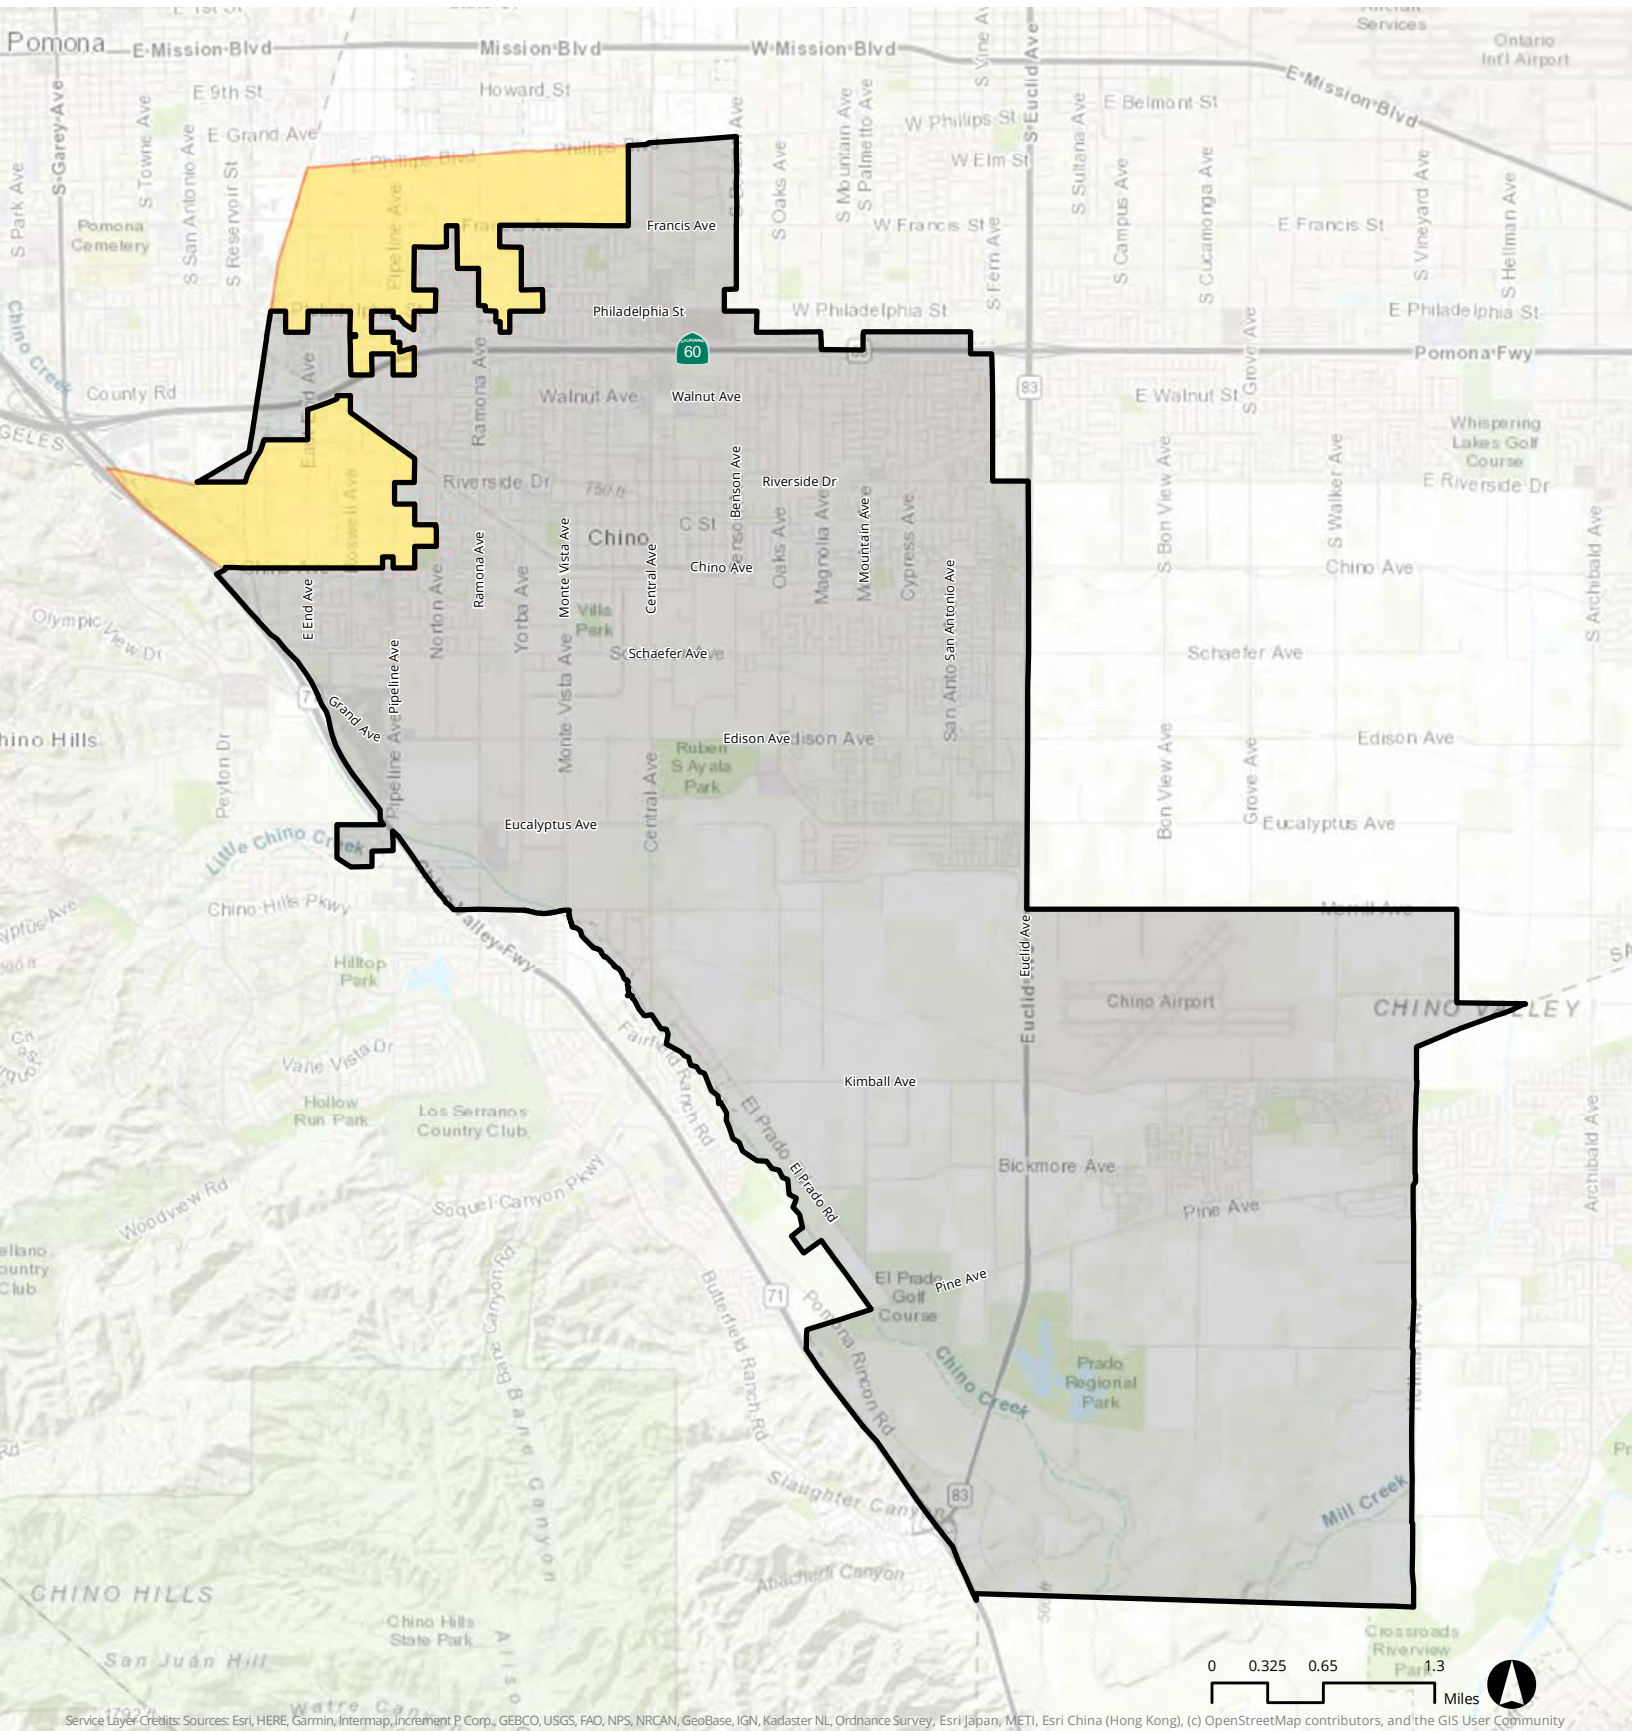 Pomona
E Mission Blvd
Mission Blvd
W Mission Blvd
E Mission Blvd
Services
Ontario
Int'l Airport
S Garey Ave
E 9th St
Howard St
S Euclid Ave
E Belmont St
S Towne Ave
S San Antonio Ave
E Grand Ave
W Phillips St
S Mountain Ave
S Palmetto Ave
S Sultana Ave
S Park Ave
S Reservoir St
E Phillips Blvd
S Oaks Ave
W Elm St
S Campus Ave
S Cucamonga Ave
S Vineyard Ave
S Hellman Ave
Pomona
Cemetery
Pipeline Ave
Francis Ave
W Francis St
S Fern Ave
E Francis St
Philadelphia St
W Philadelphia St
E Philadelphia St
Chino Creek
CALIFORNIA
60
Pomona Fwy
83
County Rd
Ramona Ave
Walnut Ave
Walnut Ave
E Walnut St
S Grove Ave
Whispering
Lakes Golf
Course
GELES
Riverside Dr
750 ft
Benson Ave
Riverside Dr
E Riverside Dr
S Bon View Ave
S Walker Ave
S Archibald Ave
Chino
C St
Oaks Ave
Magnolia Ave
Mountain Ave
Cypress Ave
Chino Ave
Chino Ave
E End Ave
Norton Ave
Ramona Ave
Yorba Ave
Monte Vista Ave
Central Ave
San Antonio Ave
Villa
Park
Olympic View Dr
Schaefer Ave
Schaefer Ave
Pipeline Ave
Monte Vista Ave
71
Grand Ave
hino Hills
Peyton Dr
Pipeline Ave
Edison Ave
Edison Ave
Edison Ave
Ruben
S Ayala
Park
Central Ave
Bon View Ave
Grove Ave
Little Chino Creek
Eucalyptus Ave
Eucalyptus Ave
Chino Hills Pkwy
Merrill Ave
Hilltop
Park
Euclid Ave
Euclid Ave
Chino Airport
CHINO VALLEY
Valle Vista Dr
Fairfield Ranch Rd
Hollow
Run Park
Los Serranos
Country Club
Kimball Ave
El Prado
El Prado Rd
Archibald Ave
Bickmore Ave
Woodview Rd
Soquel Canyon Pkwy
Pine Ave
Pine Ave
ellano
ountry
Club
Bane Canyon Rd
Butterfield Ranch Rd
71
Pomona Rincon Rd
El Prado
Golf
Course
Chino Creek
Prado
Regional
Park
Bane Canyon
Slaughter Canyon
83
Mill Creek
Abacherli Canyon
CHINO HILLS
Chino Hills
State Park
San Juan Hill
Crossroads
Riverview
Park
0 0.325 0.65 1.3
Miles
Service Layer Credits: Sources: Esri, HERE, Garmin, Intermap, increment P Corp., GEBCO, USGS, FAO, NPS, NRCAN, GeoBase, IGN, Kadaster NL, Ordnance Survey, Esri Japan, METI, Esri China (Hong Kong), (c) OpenStreetMap contributors, and the GIS User Community